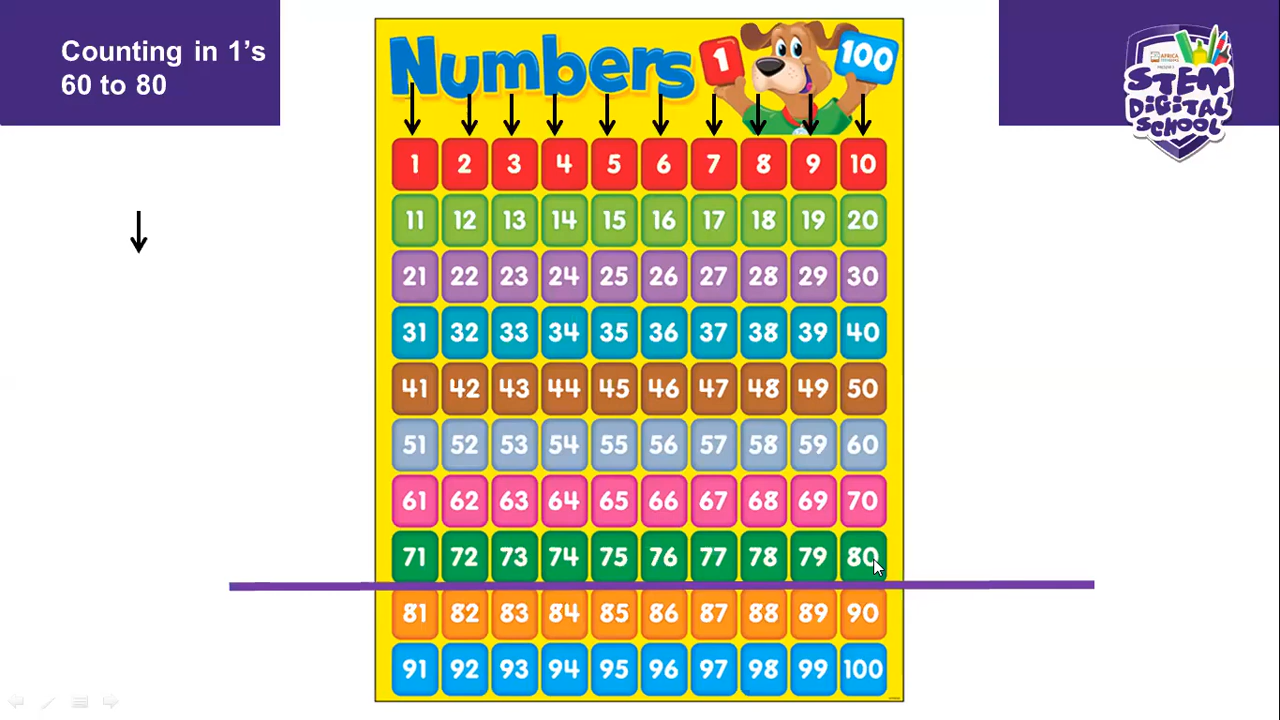 Counting in 1's
60 to 80
Numbers
1
100
AFRICA
STEM
DIGITAL
SCHOOL
1 2 3 4 5 6 7 8 9 10
11 12 13 14 15 16 17 18 19 20
21 22 23 24 25 26 27 28 29 30
31 32 33 34 35 36 37 38 39 40
41 42 43 44 45 46 47 48 49 50
51 52 53 54 55 56 57 58 59 60
61 62 63 64 65 66 67 68 69 70
71 72 73 74 75 76 77 78 79 80
81 82 83 84 85 86 87 88 89 90
91 92 93 94 95 96 97 98 99 100